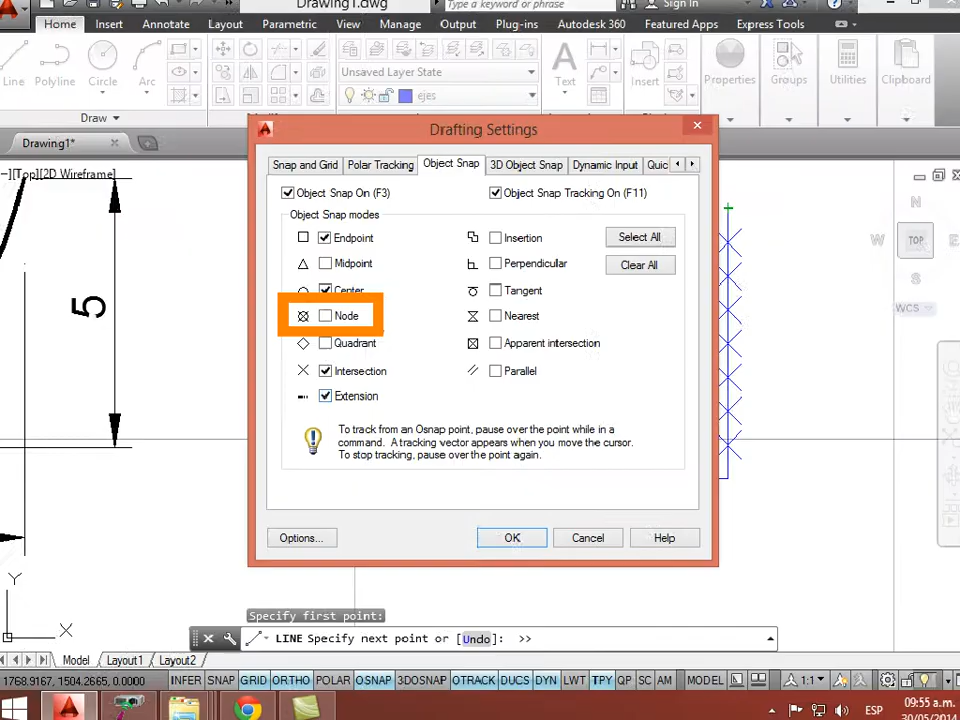 Drawing1.dwg
Type a keyword or phrase
Sign In
Home Insert Annotate Layout Parametric View Manage Output Plug-ins Autodesk 360 Featured Apps Express Tools
Unsaved Layer State
Line Polyline Circle Arc Text Insert Properties Groups Utilities Clipboard
ejes
Draw
Drawing1*
[Top][2D Wireframe]
Drafting Settings
Snap and Grid Polar Tracking Object Snap 3D Object Snap Dynamic Input Quic
Object Snap On (F3) Object Snap Tracking On (F11)
Object Snap modes
Endpoint Insertion Select All
Midpoint Perpendicular Clear All
Center Tangent
Node Nearest
Quadrant Apparent intersection
Intersection Parallel
Extension
To track from an Osnap point, pause over the point while in a
command. A tracking vector appears when you move the cursor.
To stop tracking, pause over the point again.
Options... OK Cancel Help
5
N
W TOP E
S
WCS
Y
X
Specify first point:
LINE Specify next point or [Undo]: >>
Model Layout1 Layout2
1768.9167, 1504.2665, 0.0000 INFER SNAP GRID ORTHO POLAR OSNAP 3DOSNAP OTRACK DUCS DYN LWT TPY QP SC AM MODEL 1:1
ESP
09:55 a.m.
30/05/2014